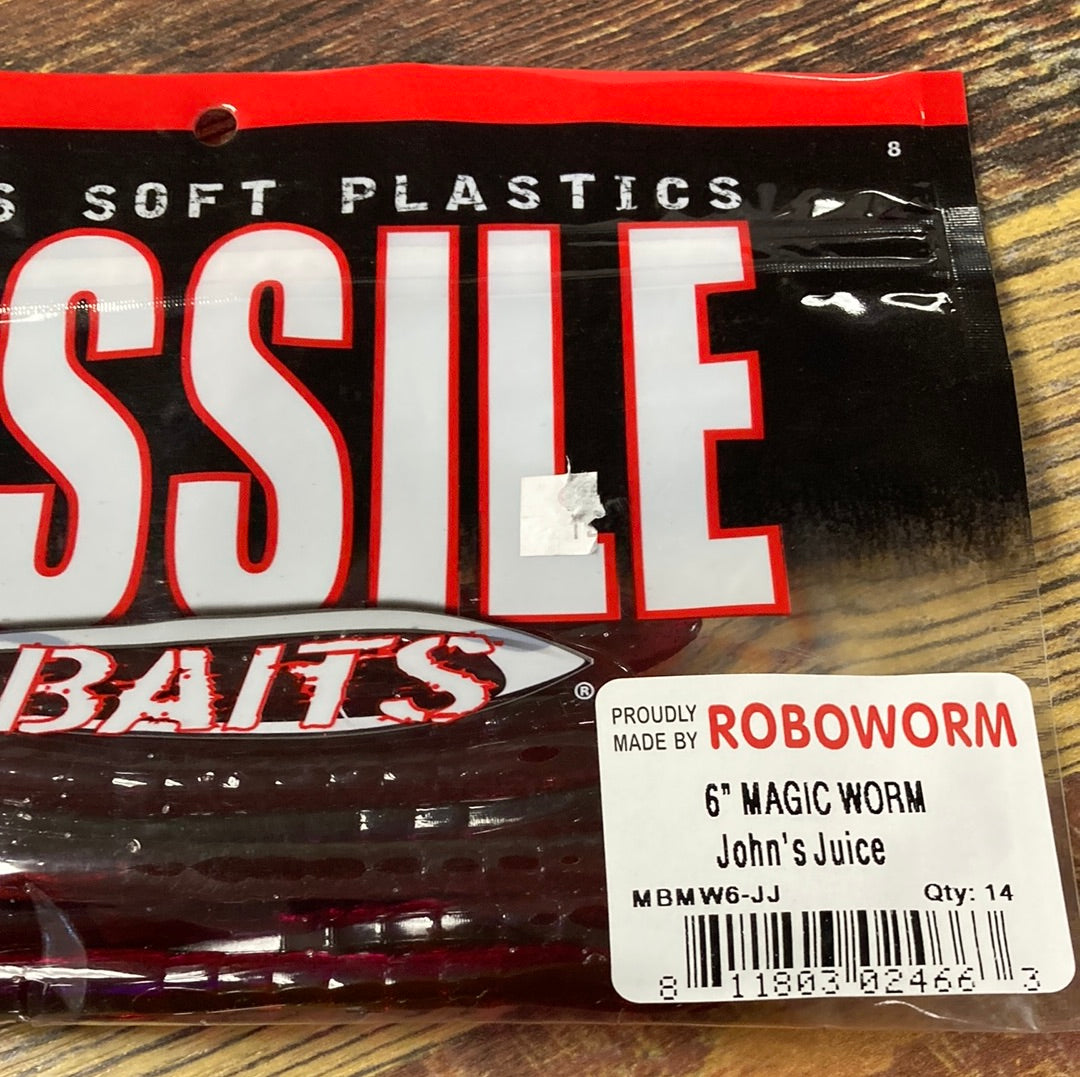 8
S SOFT PLASTICS
SSILE
BAITS
®
PROUDLY MADE BY ROBOWORM
6" MAGIC WORM
John's Juice
MBMW6-JJ Qty: 14
8 11803 02466 3